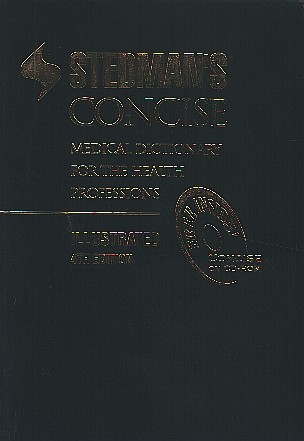 STEDMAN'S
CONCISE
MEDICAL DICTIONARY
FOR THE HEALTH
PROFESSIONS
ILLUSTRATED
4TH EDITION
CONCISE
ON CD-ROM